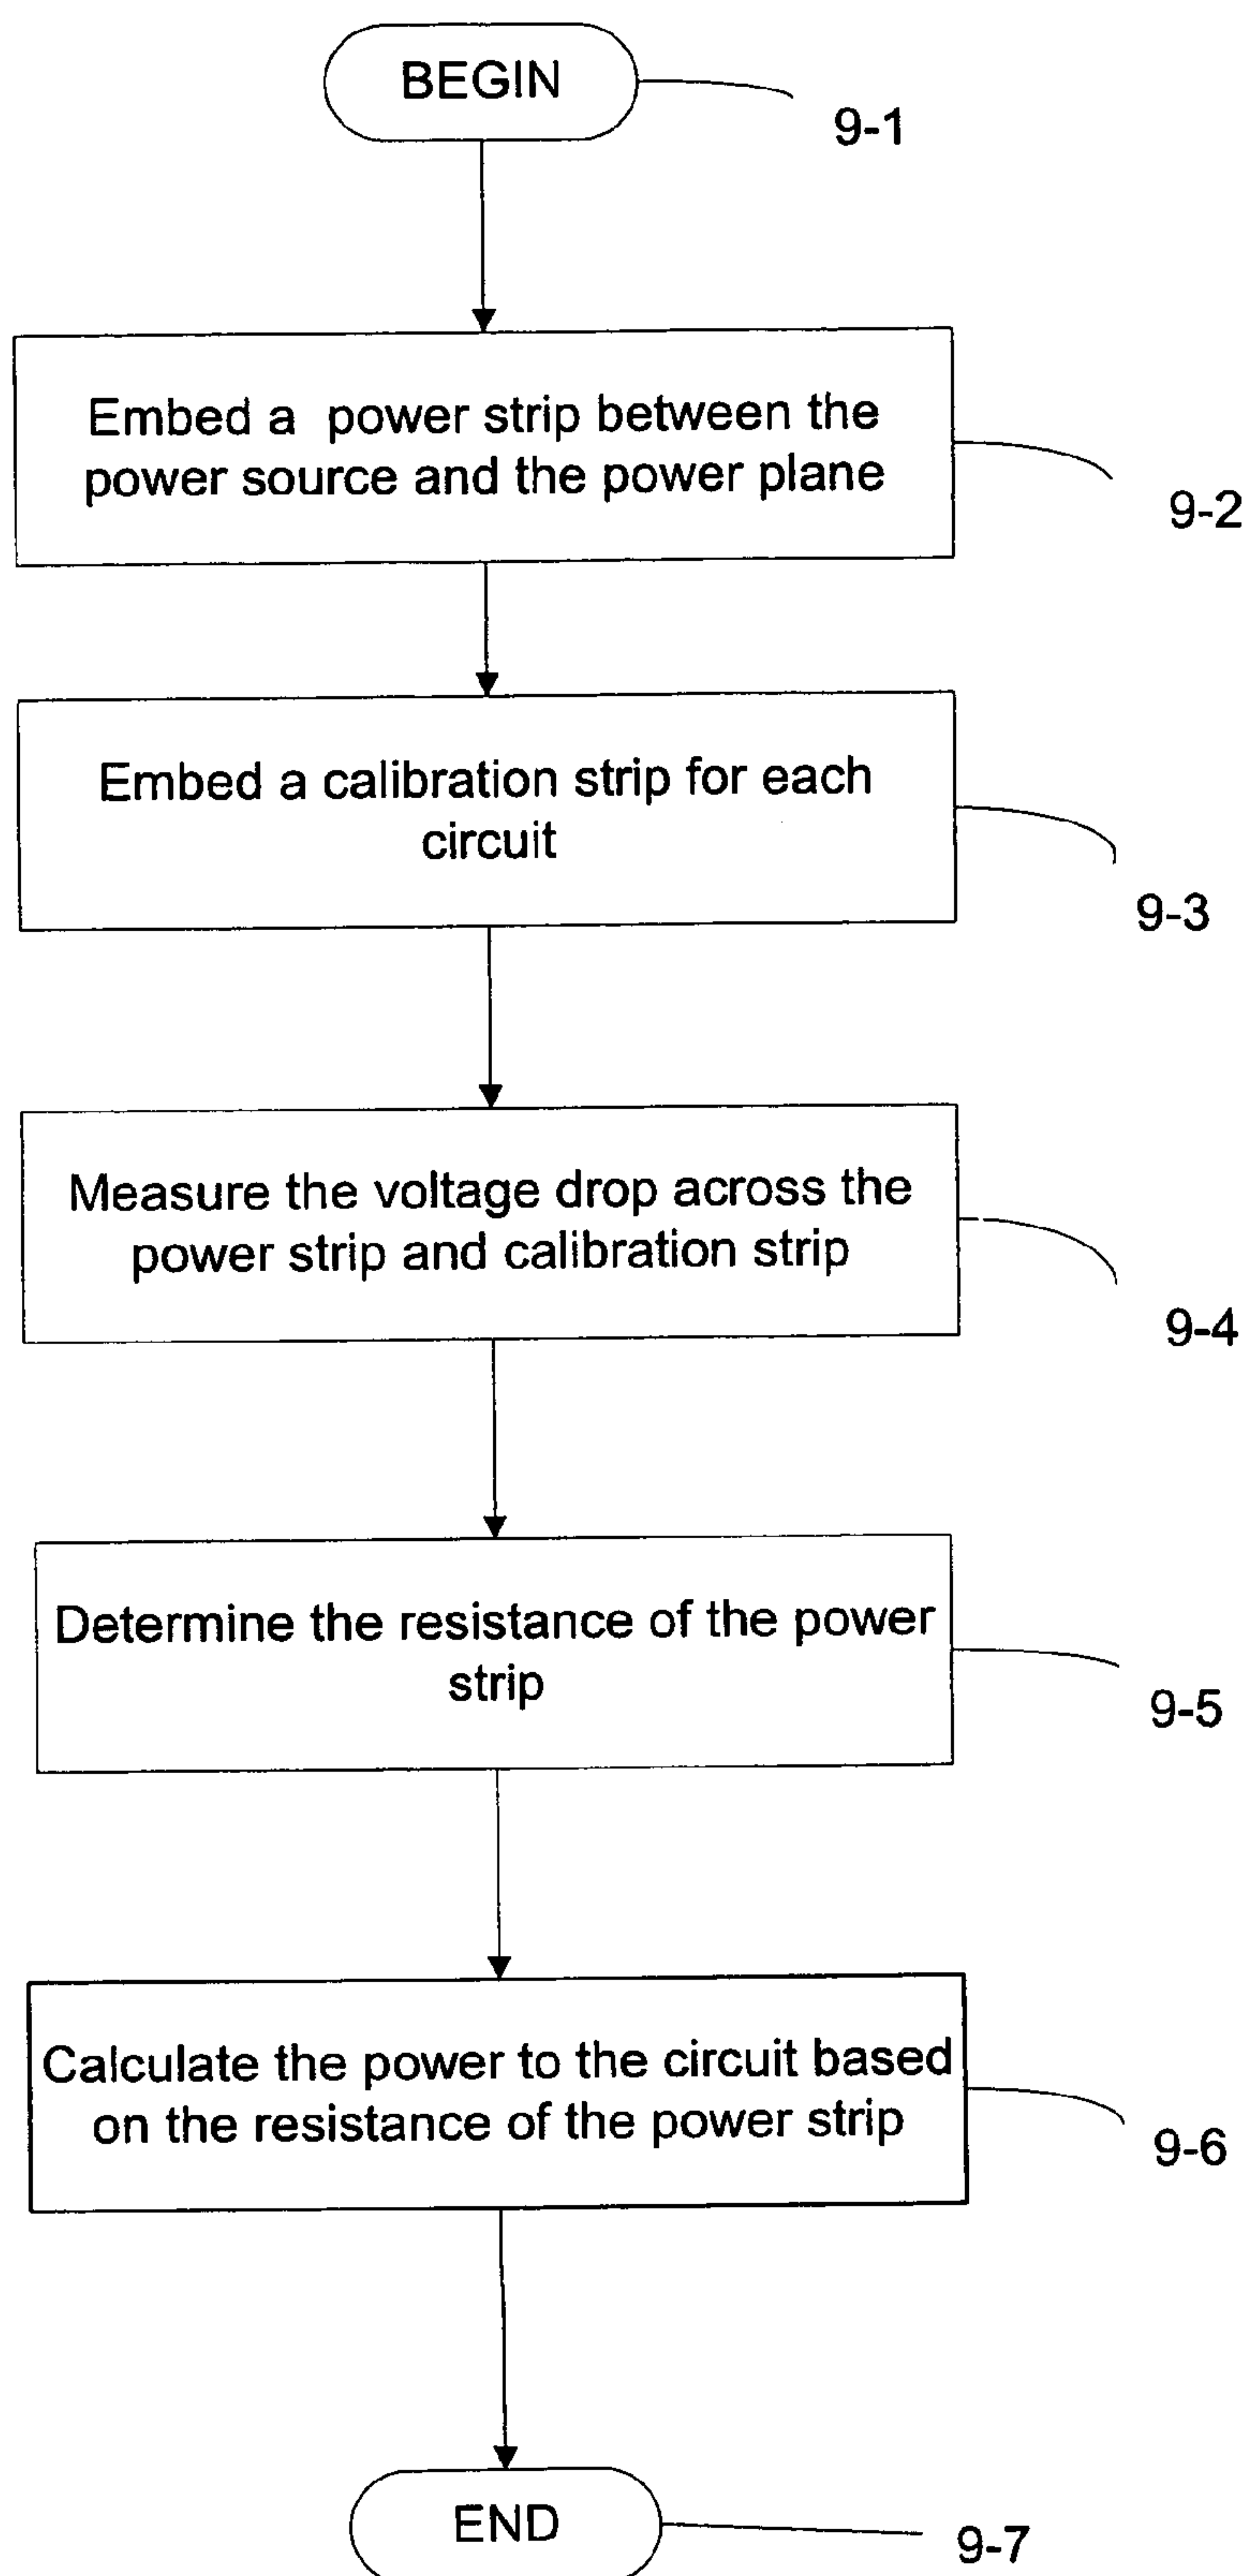 BEGIN
9-1
Embed a power strip between the
power source and the power plane
9-2
Embed a calibration strip for each
circuit
9-3
Measure the voltage drop across the
power strip and calibration strip
9-4
Determine the resistance of the power
strip
9-5
Calculate the power to the circuit based
on the resistance of the power strip
9-6
END
9-7